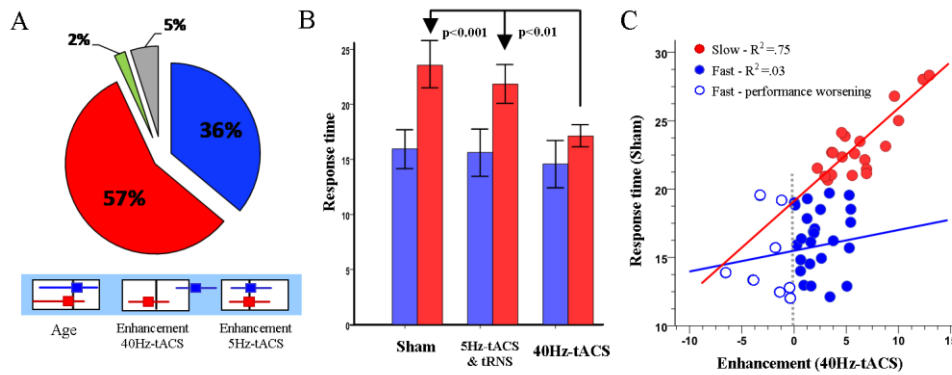 A
2%
5%
36%
57%
Age
Enhancement
40Hz-tACS
Enhancement
5Hz-tACS
B
p<0.001
p<0.01
Response time
25
20
15
10
5
0
Sham
5Hz-tACS
& tRNS
40Hz-tACS
C
Slow - R²=.75
Fast - R²=.03
Fast - performance worsening
Response time (Sham)
30
25
20
15
10
-10
-5
0
5
10
15
Enhancement (40Hz-tACS)